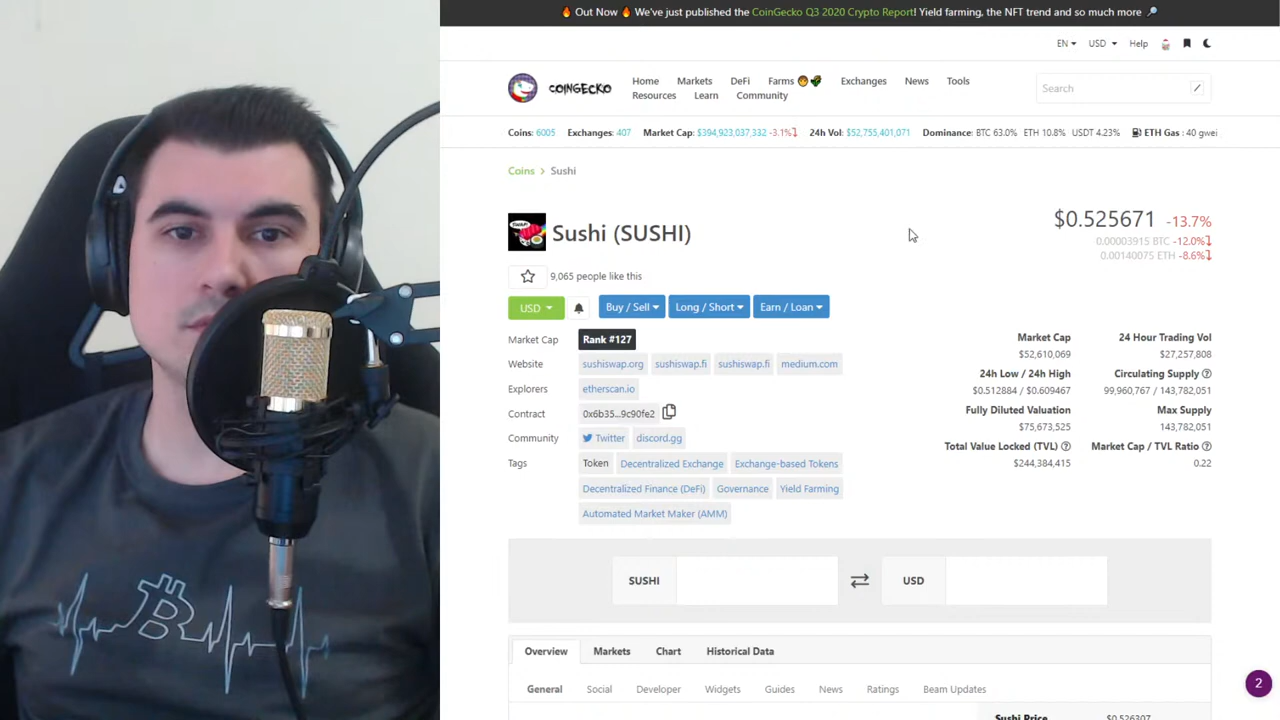 🔥 Out Now 🔥 We've just published the CoinGecko Q3 2020 Crypto Report! Yield farming, the NFT trend and so much more 🔎
EN USD Help
COINGECKO
Home Markets DeFi Farms Exchanges News Tools
Resources Learn Community
Search /
Coins: 6005 Exchanges: 407 Market Cap: $394,923,037,332 -3.1% 24h Vol: $52,755,401,071 Dominance: BTC 63.0% ETH 10.8% USDT 4.23% ETH Gas: 40 gwei
Coins > Sushi
Sushi (SUSHI)
$0.525671 -13.7%
0.00003915 BTC -12.0%
0.00140075 ETH -8.6%
9,065 people like this
USD Buy / Sell Long / Short Earn / Loan
Market Cap Rank #127
Website sushiswap.org sushiswap.fi sushiswap.fi medium.com
Explorers etherscan.io
Contract 0x6b35...9c90fe2
Community Twitter discord.gg
Tags Token Decentralized Exchange Exchange-based Tokens
Decentralized Finance (DeFi) Governance Yield Farming
Automated Market Maker (AMM)
Market Cap 24 Hour Trading Vol
$52,610,069 $27,257,808
24h Low / 24h High Circulating Supply
$0.512884 / $0.609467 99,960,767 / 143,782,051
Fully Diluted Valuation Max Supply
$75,673,525 143,782,051
Total Value Locked (TVL) Market Cap / TVL Ratio
$244,384,415 0.22
SUSHI USD
Overview Markets Chart Historical Data
General Social Developer Widgets Guides News Ratings Beam Updates
Sushi Price $0.526307
2